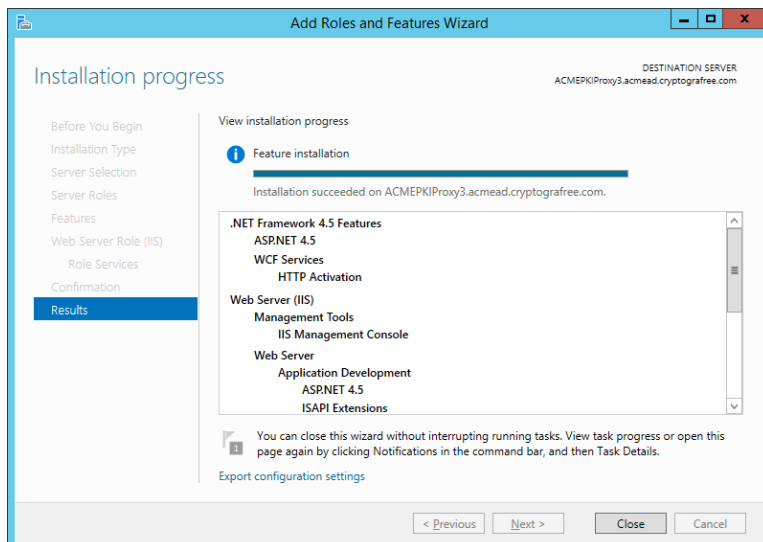 Add Roles and Features Wizard
Installation progress
DESTINATION SERVER
ACMEPKIProxy3.acmead.cryptografree.com
Before You Begin
Installation Type
Server Selection
Server Roles
Features
Web Server Role (IIS)
Role Services
Confirmation
Results
View installation progress
Feature installation
Installation succeeded on ACMEPKIProxy3.acmead.cryptografree.com.
.NET Framework 4.5 Features
ASP.NET 4.5
WCF Services
HTTP Activation
Web Server (IIS)
Management Tools
IIS Management Console
Web Server
Application Development
ASP.NET 4.5
ISAPI Extensions
1
You can close this wizard without interrupting running tasks. View task progress or open this
page again by clicking Notifications in the command bar, and then Task Details.
Export configuration settings
< Previous
Next >
Close
Cancel